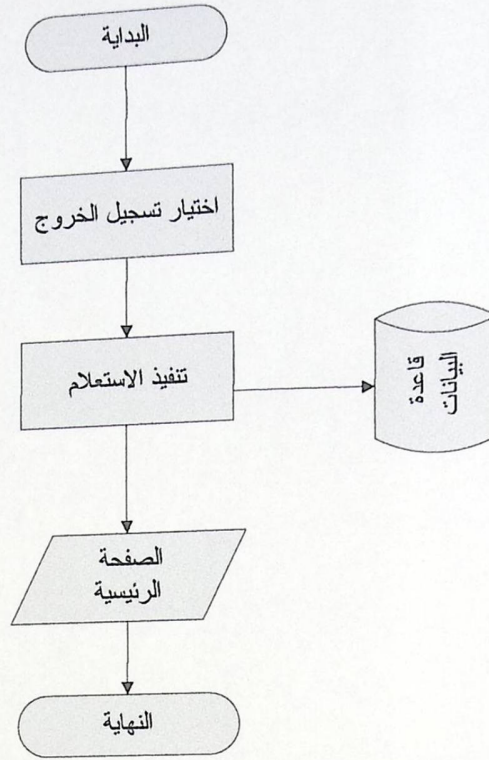 البداية
اختيار تسجيل الخروج
تنفيذ الاستعلام
قاعدة
البيانات
الصفحة
الرئيسية
النهاية